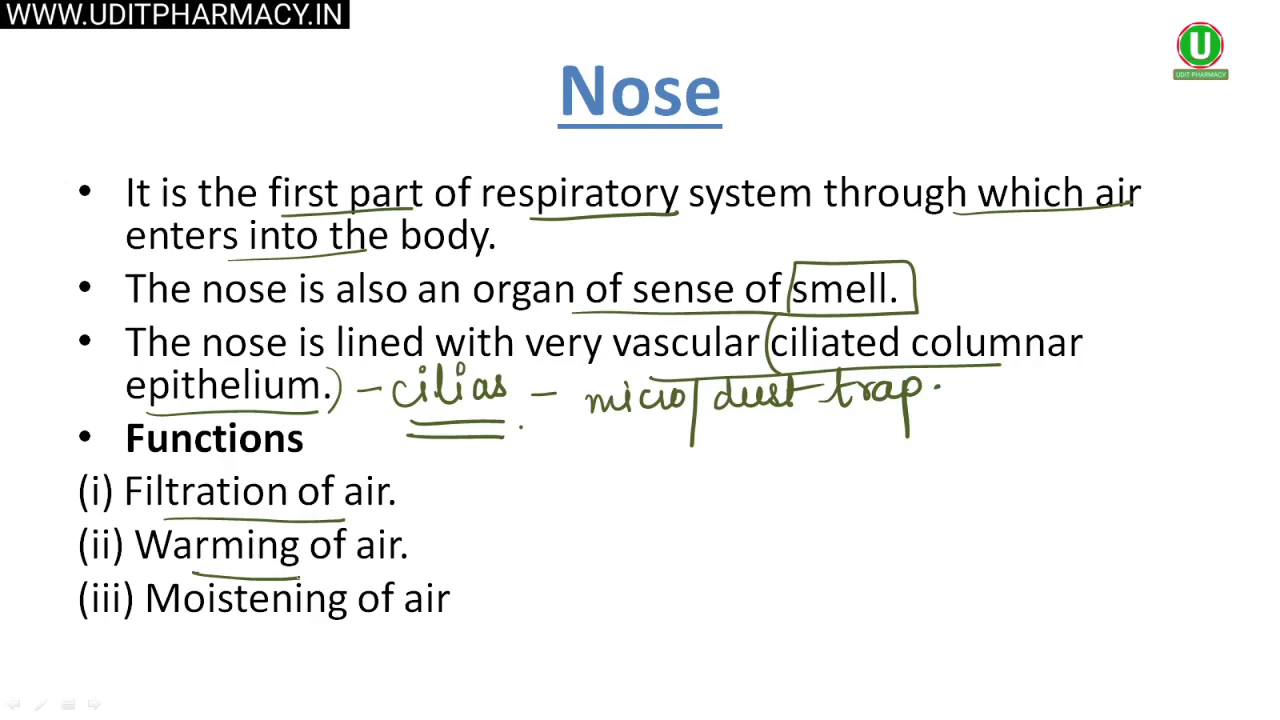 WWW.UDITPHARMACY.IN
U
UDIT PHARMACY
Nose
• It is the first part of respiratory system through which air
enters into the body.
• The nose is also an organ of sense of smell.
• The nose is lined with very vascular ciliated columnar
epithelium.) - cilias - micro/dust trap.
• Functions
(i) Filtration of air.
(ii) Warming of air.
(iii) Moistening of air